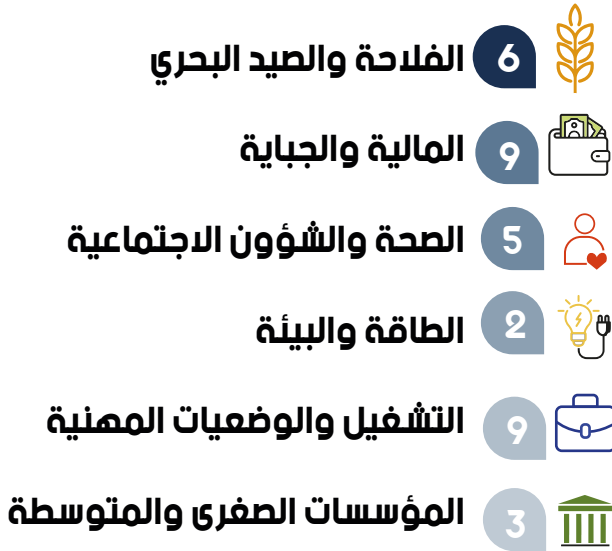 6 الفلاحة والصيد البحري
9 المالية والجباية
5 الصحة والشؤون الاجتماعية
2 الطاقة والبيئة
9 التشغيل والوضعيات المهنية
3 المؤسسات الصغرى والمتوسطة